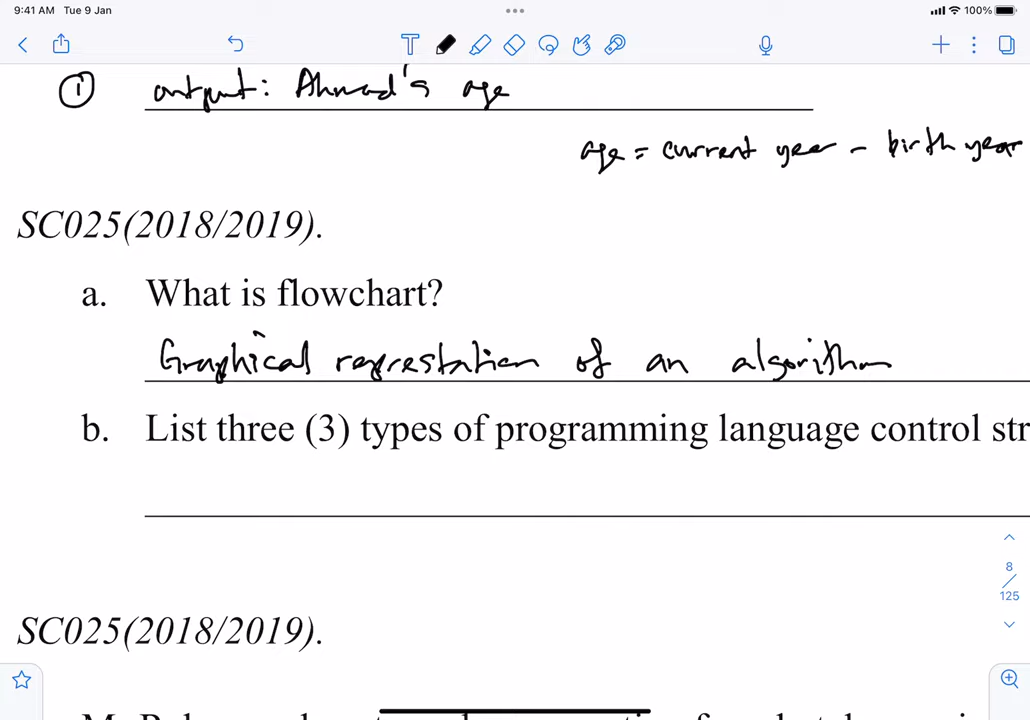 9:41 AM Tue 9 Jan
100%
① output: Ahmad's age
age = current year - birth year
SC025(2018/2019).
a. What is flowchart?
Graphical represtation of an algorithm
b. List three (3) types of programming language control str
8
/
125
SC025(2018/2019).